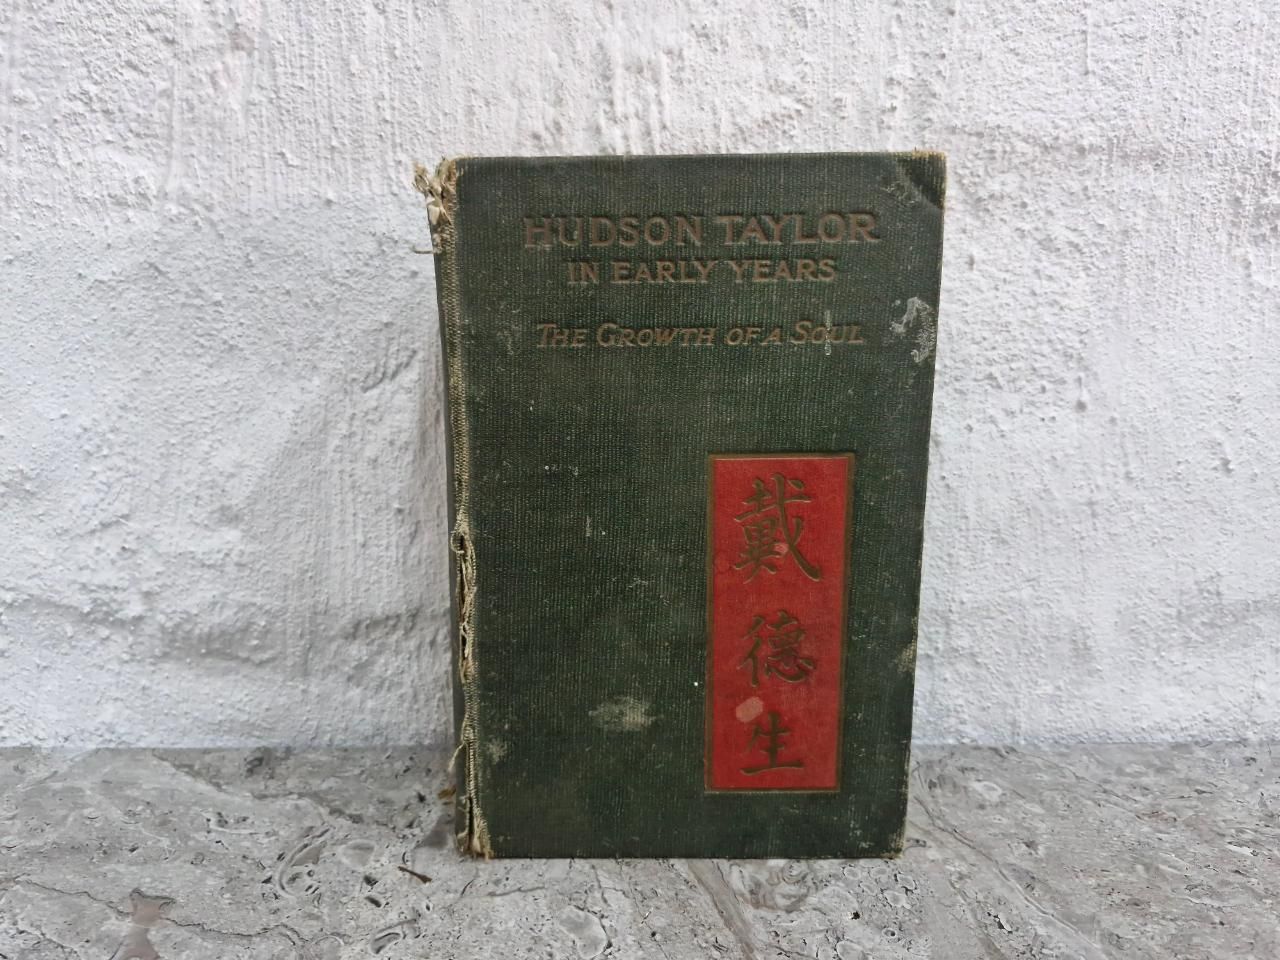 HUDSON TAYLOR
IN EARLY YEARS
THE GROWTH OF A SOUL
戴德生